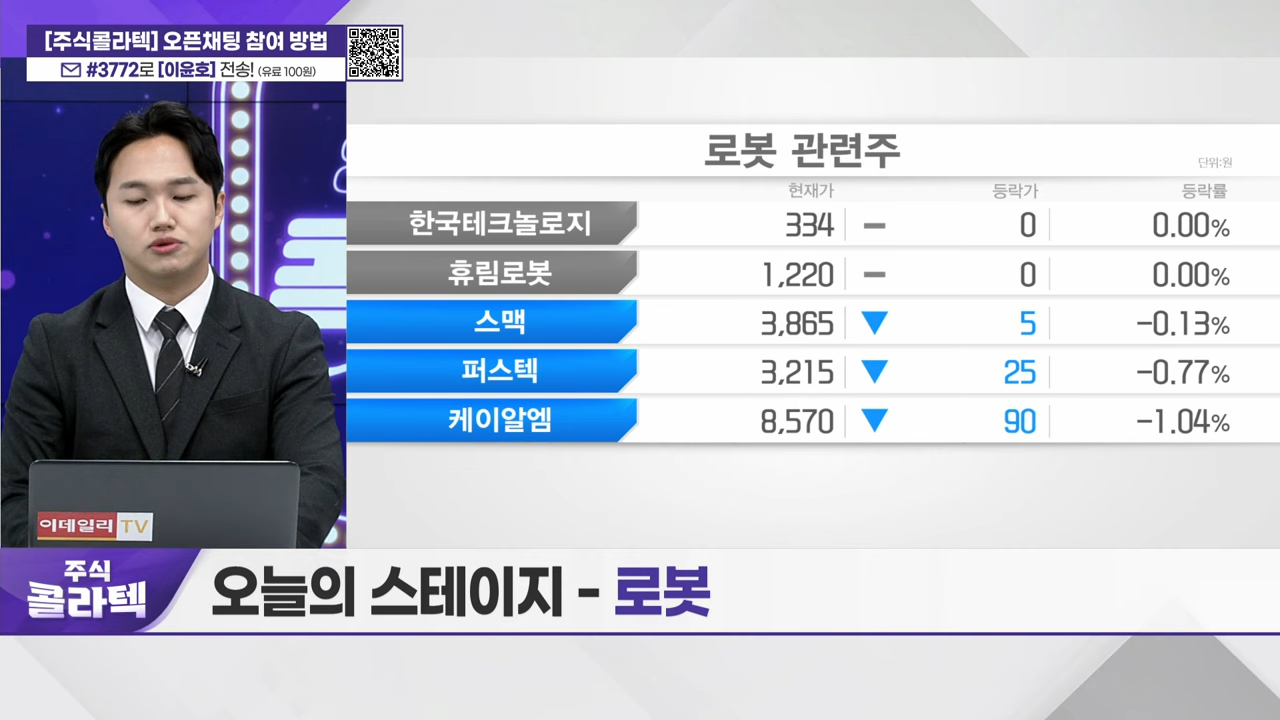 [주식콜라텍] 오픈채팅 참여 방법
#3772로 [이윤호] 전송! (유료 100원)
로봇 관련주
단위:원
현재가 등락가 등락률
한국테크놀로지 334 0 0.00%
휴림로봇 1,220 0 0.00%
스맥 3,865 ▼ 5 -0.13%
퍼스텍 3,215 ▼ 25 -0.77%
케이알엠 8,570 ▼ 90 -1.04%
이데일리 TV
주식
콜라텍
오늘의 스테이지 - 로봇